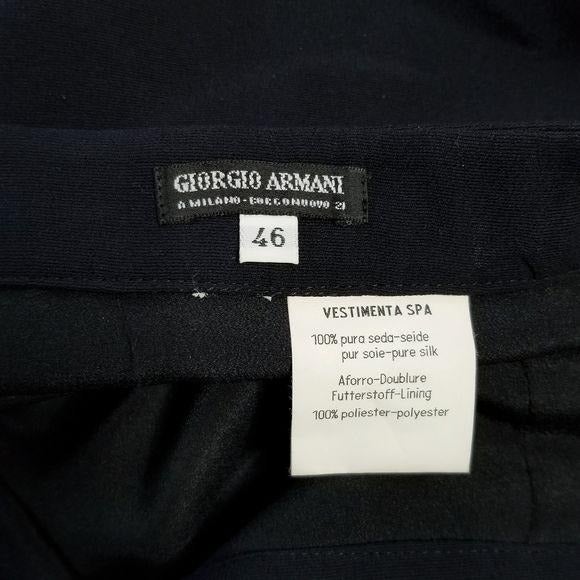 GIORGIO ARMANI
A MILANO-BORGONUOVO 21
46
VESTIMENTA SPA
100% pura seda-seide
pur soie-pure silk
Aforro-Doublure
Futterstoff-Lining
100% poliester-polyester